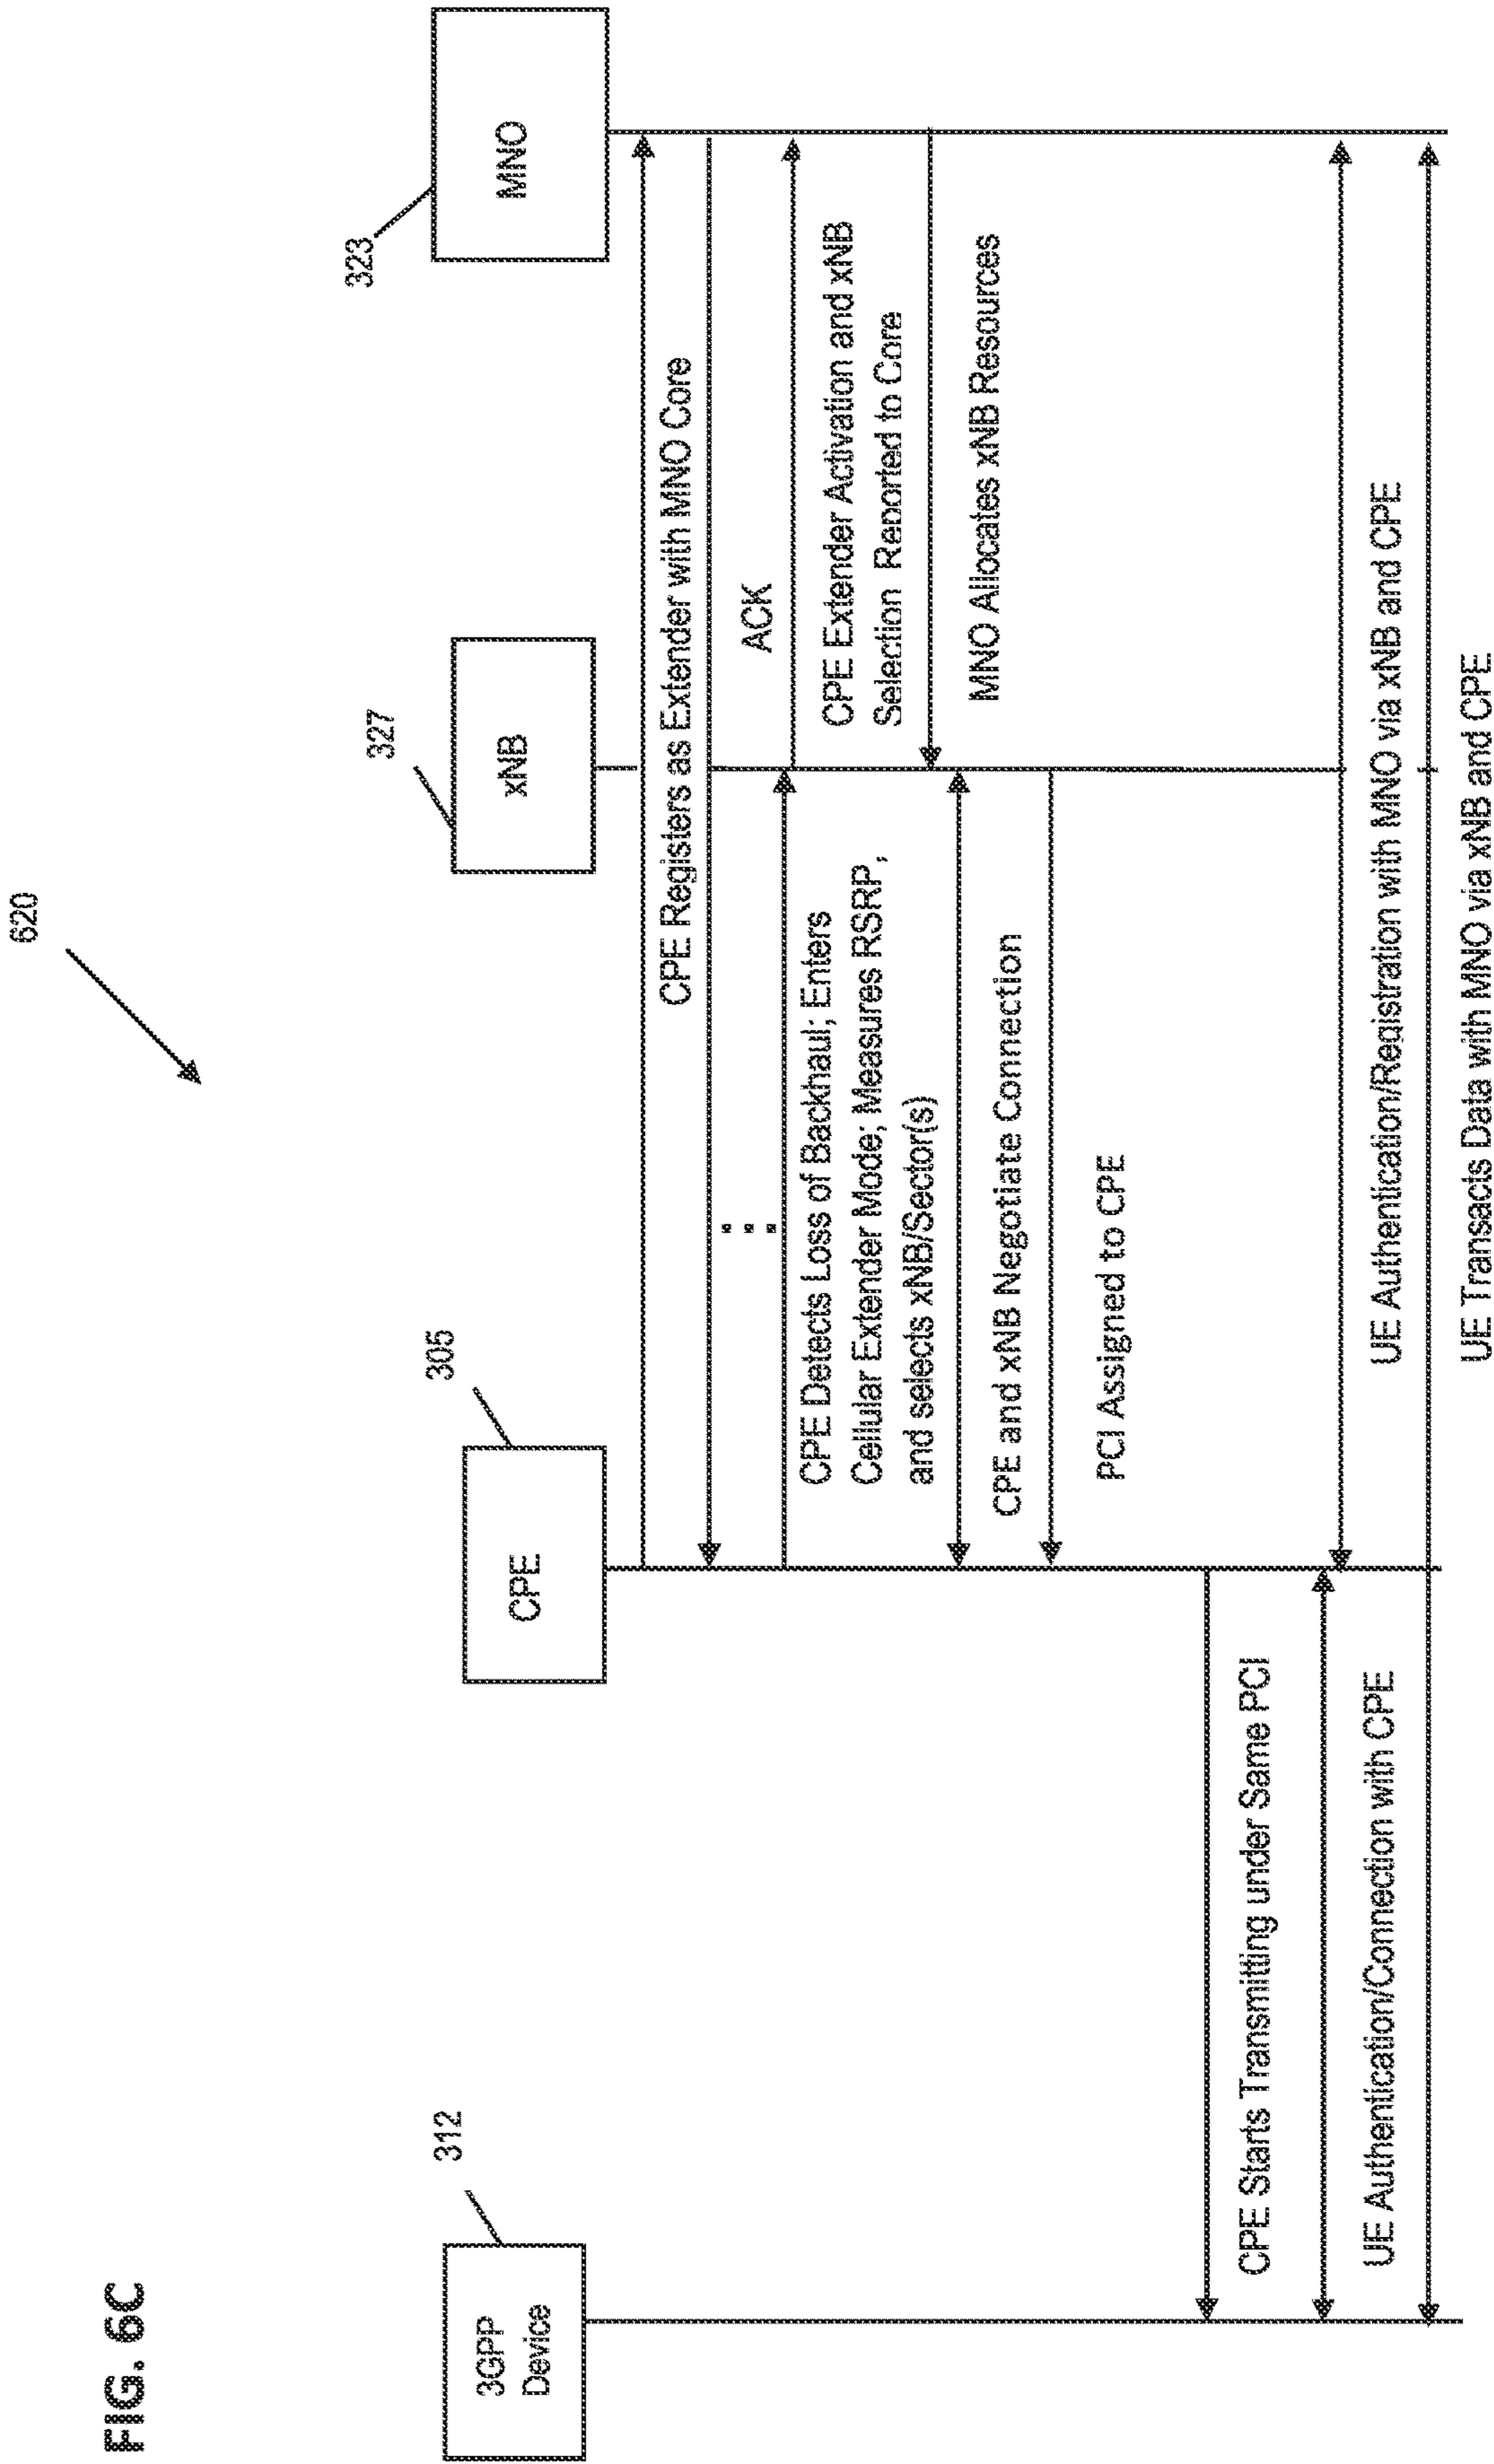 FIG. 6C
620
312
305
327
323
3GPP
Device
CPE
xNB
MNO
CPE Registers as Extender with MNO Core
ACK
CPE Detects Loss of Backhaul; Enters
Cellular Extender Mode; Measures RSRP,
and selects xNB/Sector(s)
CPE Extender Activation and xNB
Selection Reported to Core
CPE and xNB Negotiate Connection
MNO Allocates xNB Resources
PCI Assigned to CPE
CPE Starts Transmitting under Same PCI
UE Authentication/Connection with CPE
UE Authentication/Registration with MNO via xNB and CPE
UE Transacts Data with MNO via xNB and CPE